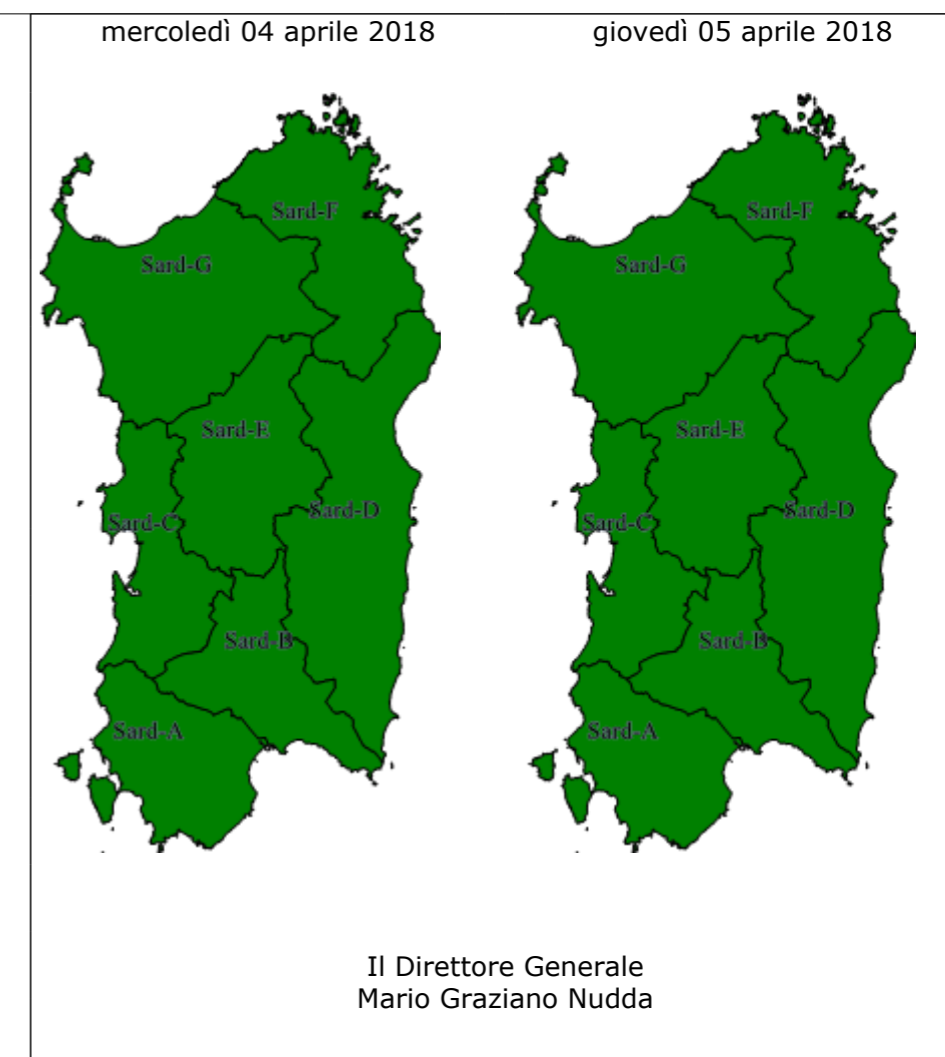 mercoledì 04 aprile 2018
giovedì 05 aprile 2018
Sard-F
Sard-G
Sard-E
Sard-D
Sard-C
Sard-B
Sard-A
Sard-F
Sard-G
Sard-E
Sard-D
Sard-C
Sard-B
Sard-A
Il Direttore Generale
Mario Graziano Nudda